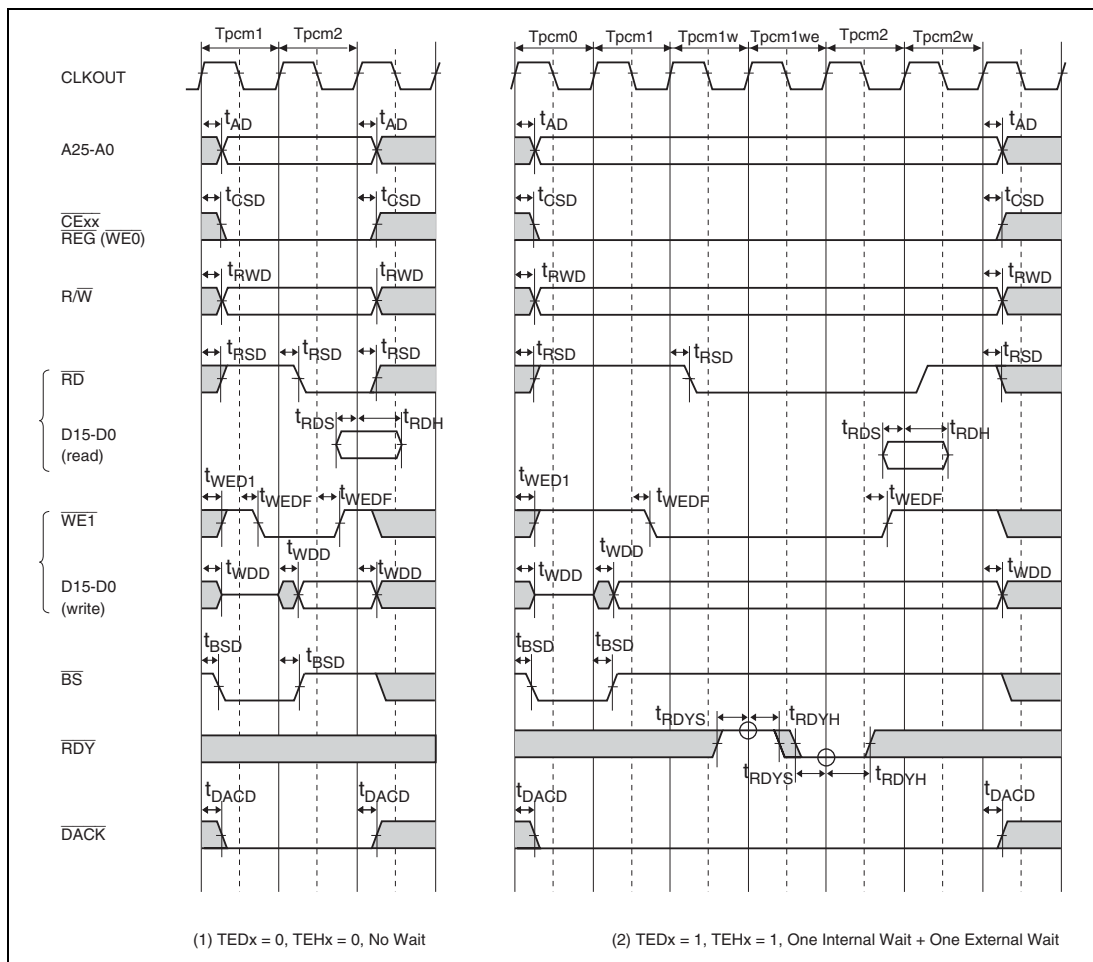 Tpcm1 Tpcm2 Tpcm0 Tpcm1 Tpcm1w Tpcm1we Tpcm2 Tpcm2w
CLKOUT
tAD tAD tAD tAD
A25-A0
tCSD tCSD tCSD tCSD
CExx
REG (WE0)
tRWD tRWD tRWD tRWD
R/W
tRSD tRSD tRSD tRSD tRSD tRSD
RD
tRDS tRDH tRDS tRDH
D15-D0
(read)
tWED1 tWEDF tWEDF tWED1 tWEDF tWEDF
WE1
tWDD tWDD tWDD tWDD tWDD tWDD
D15-D0
(write)
tBSD tBSD tBSD tBSD
BS
tRDYS tRDYH
RDY
tRDYS tRDYH
tDACD tDACD tDACD tDACD
DACK
(1) TEDx = 0, TEHx = 0, No Wait (2) TEDx = 1, TEHx = 1, One Internal Wait + One External Wait